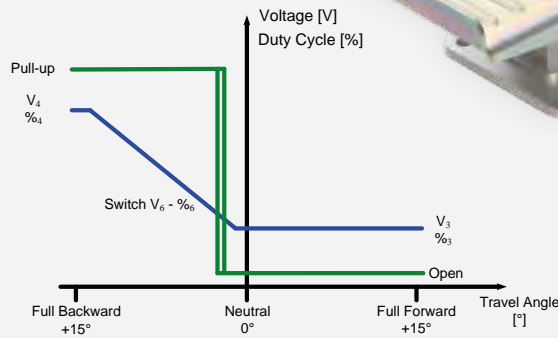 Voltage [V]
Duty Cycle [%]
Pull-up
V₄
%₄
Switch V₆ - %₆
V₃
%₃
Open
Travel Angle
[°]
Full Backward
+15°
Neutral
0°
Full Forward
+15°